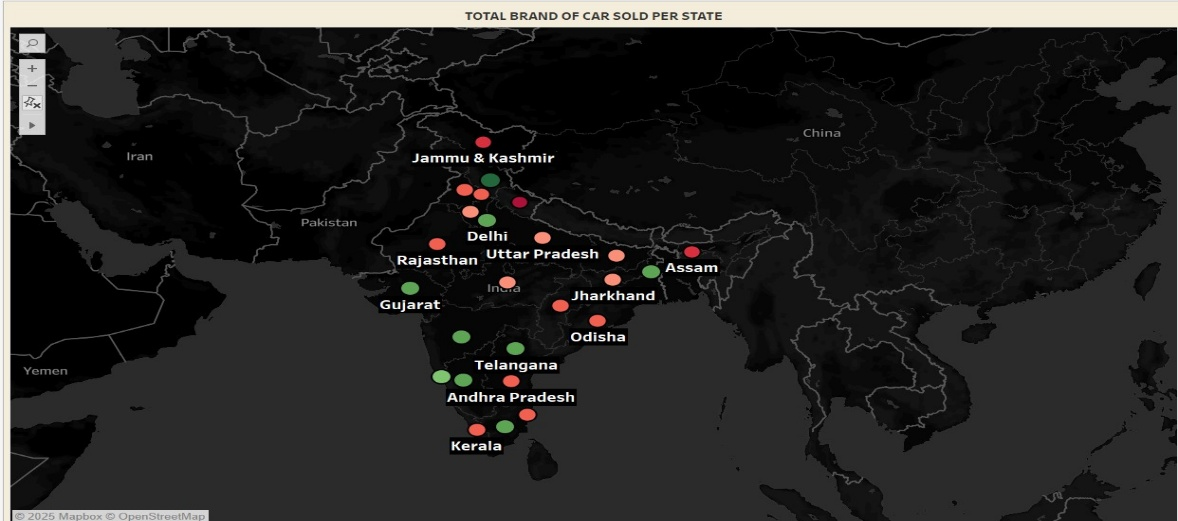 TOTAL BRAND OF CAR SOLD PER STATE
China
Iran
Jammu & Kashmir
Pakistan
Delhi
Uttar Pradesh
Rajasthan
Assam
India
Jharkhand
Gujarat
Odisha
Telangana
Yemen
Andhra Pradesh
Kerala
© 2025 Mapbox © OpenStreetMap